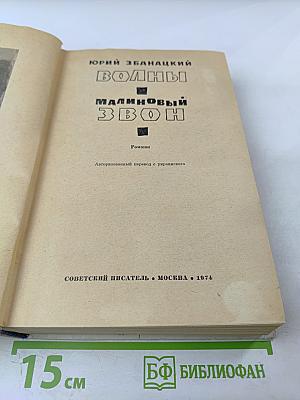 ЮРИЙ ЗБАНАЦКИЙ
ВОЛНЫ
МАЛИНОВЫЙ
ЗВОН
Романы
Авторизованный перевод с украинского
СОВЕТСКИЙ ПИСАТЕЛЬ • МОСКВА • 1974
15 см
БФ БИБЛИОФАН